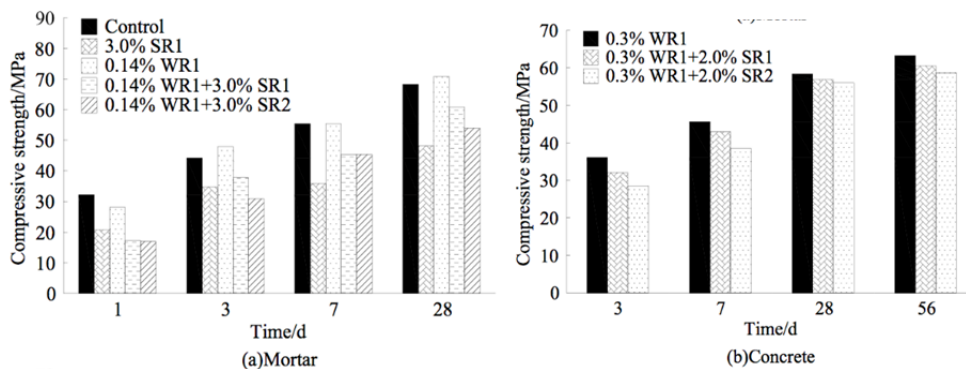 Compressive strength/MPa
90
80
70
60
50
40
30
20
10
0
Control
3.0% SR1
0.14% WR1
0.14% WR1+3.0% SR1
0.14% WR1+3.0% SR2
1 3 7 28
Time/d
(a)Mortar
Compressive strength/MPa
70
60
50
40
30
20
10
0
0.3% WR1
0.3% WR1+2.0% SR1
0.3% WR1+2.0% SR2
3 7 28 56
Time/d
(b)Concrete